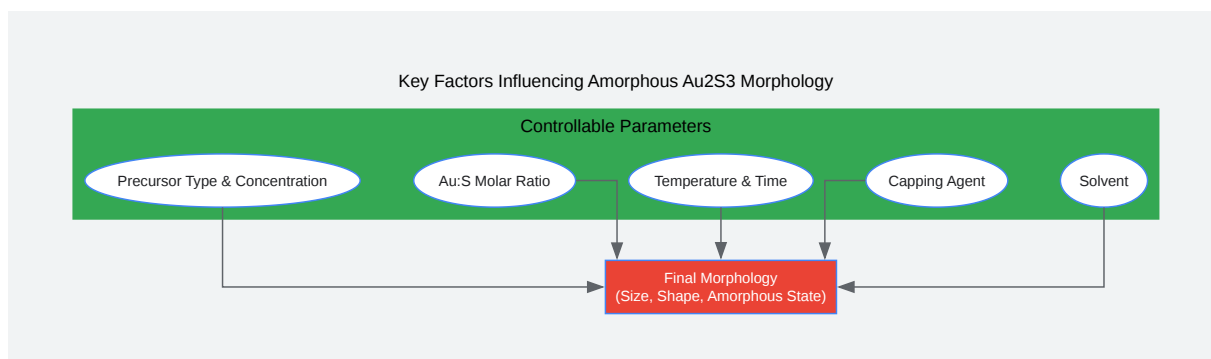 Key Factors Influencing Amorphous Au2S3 Morphology
Controllable Parameters
Precursor Type & Concentration
Au:S Molar Ratio
Temperature & Time
Capping Agent
Solvent
Final Morphology
(Size, Shape, Amorphous State)